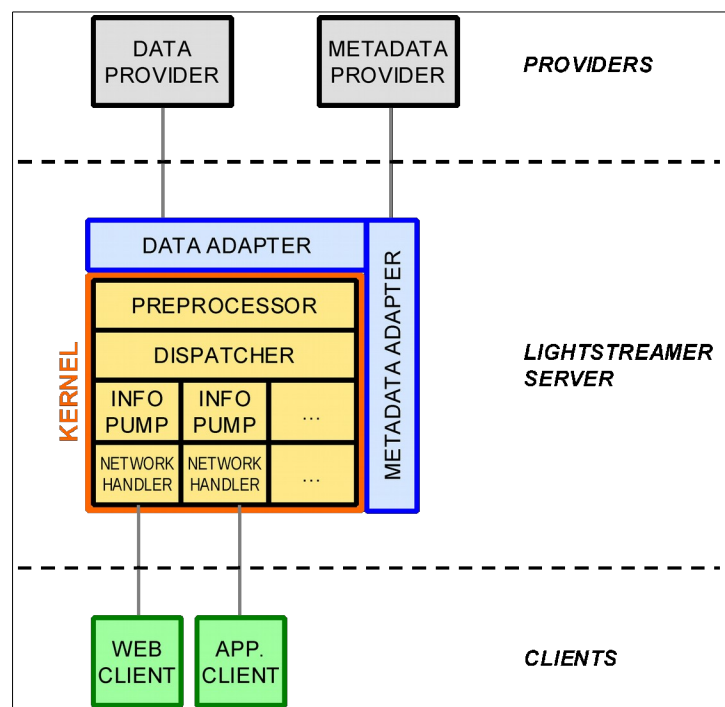 DATA
PROVIDER
METADATA
PROVIDER
PROVIDERS
DATA ADAPTER
METADATA ADAPTER
KERNEL
PREPROCESSOR
DISPATCHER
INFO
PUMP
INFO
PUMP
...
NETWORK
HANDLER
NETWORK
HANDLER
...
LIGHTSTREAMER
SERVER
WEB
CLIENT
APP.
CLIENT
CLIENTS